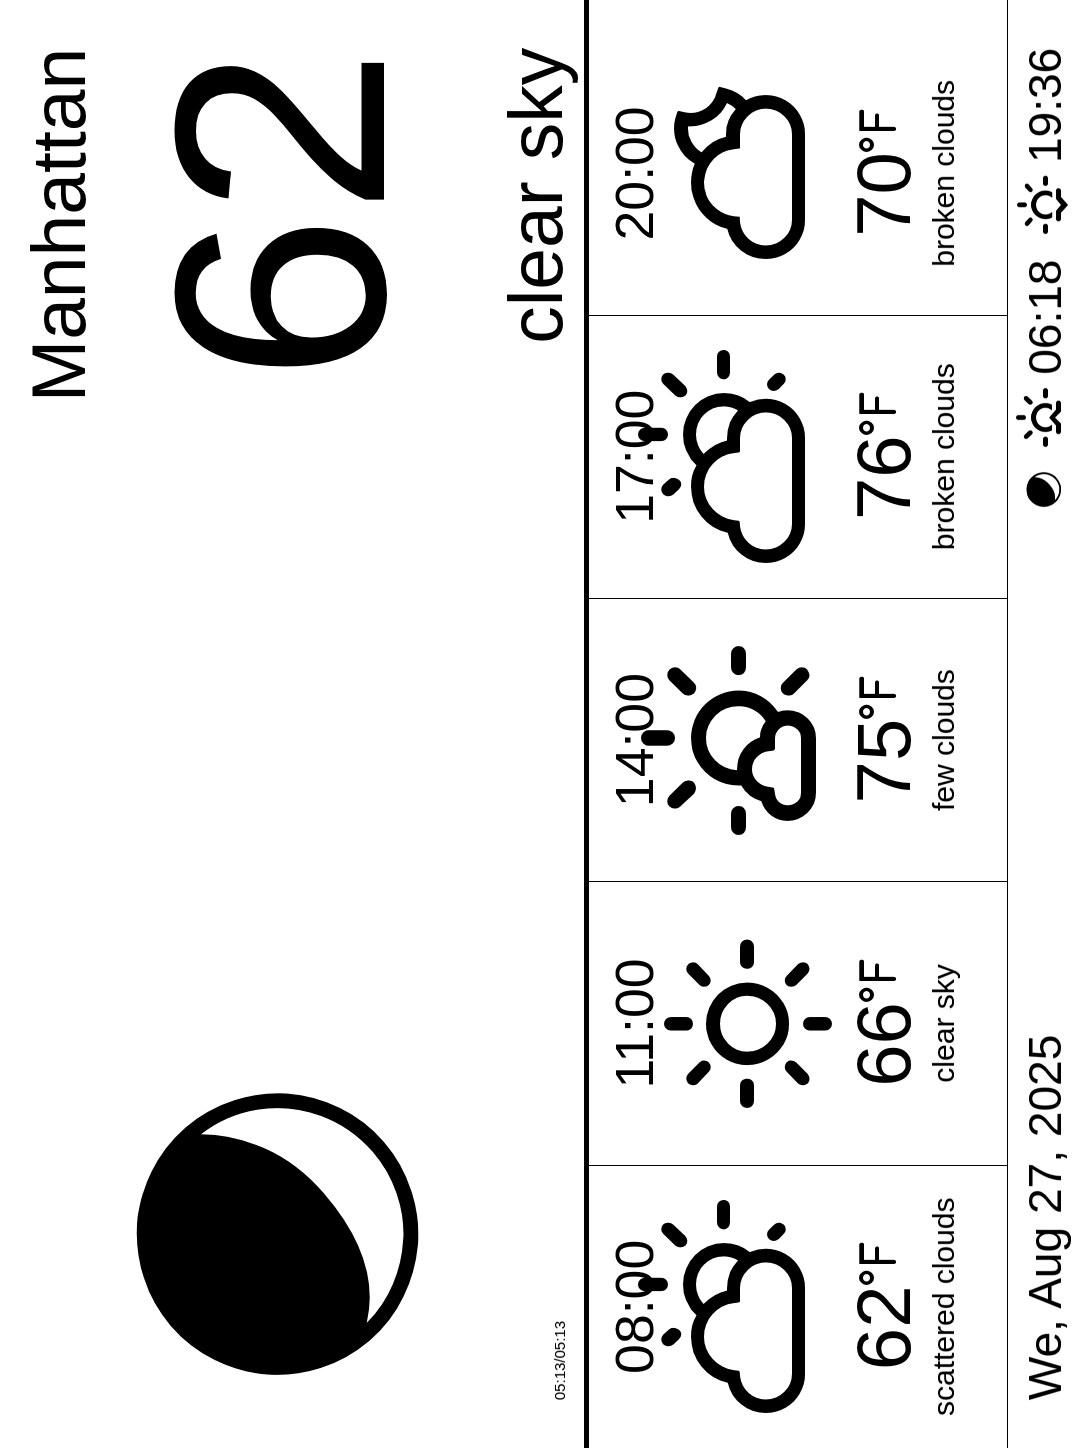 Manhattan
62
clear sky
05:13/05:13
08:00
62°F
scattered clouds
11:00
66°F
clear sky
14:00
75°F
few clouds
17:00
76°F
broken clouds
20:00
70°F
broken clouds
We, Aug 27, 2025
06:18
19:36